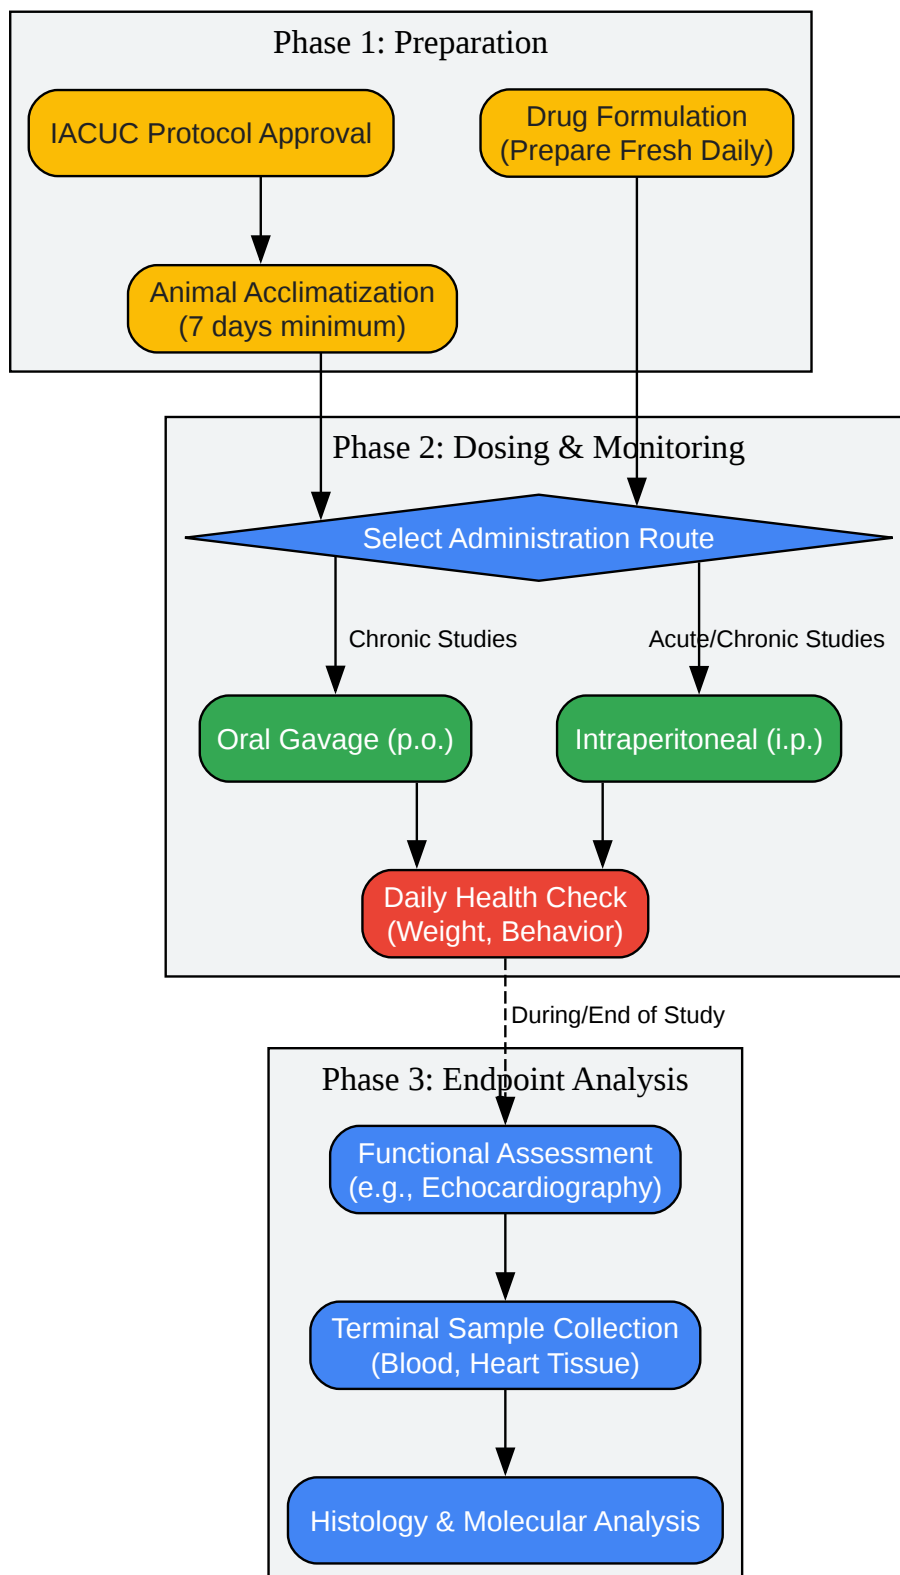 Phase 1: Preparation
IACUC Protocol Approval
Drug Formulation
(Prepare Fresh Daily)
Animal Acclimatization
(7 days minimum)
Phase 2: Dosing & Monitoring
Select Administration Route
Chronic Studies
Acute/Chronic Studies
Oral Gavage (p.o.)
Intraperitoneal (i.p.)
Daily Health Check
(Weight, Behavior)
During/End of Study
Phase 3: Endpoint Analysis
Functional Assessment
(e.g., Echocardiography)
Terminal Sample Collection
(Blood, Heart Tissue)
Histology & Molecular Analysis